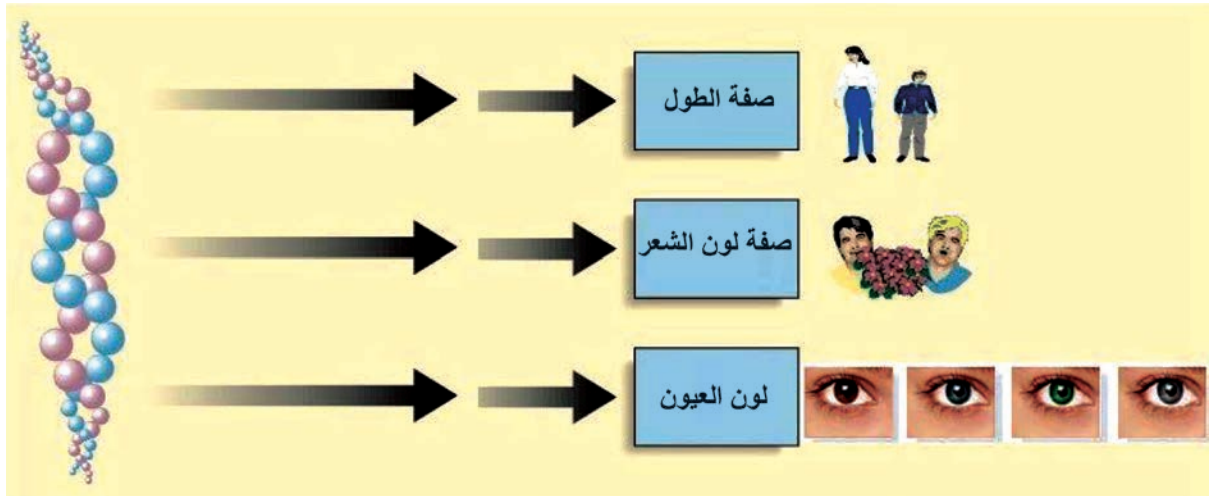 صفة الطول
صفة لون الشعر
لون العيون